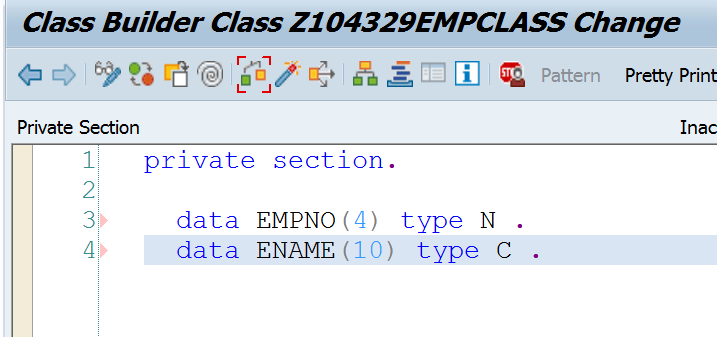 Class Builder Class Z104329EMPCLASS Change
Pattern Pretty Print
Private Section Inac
1 private section.
2
3 data EMPNO(4) type N .
4 data ENAME(10) type C .